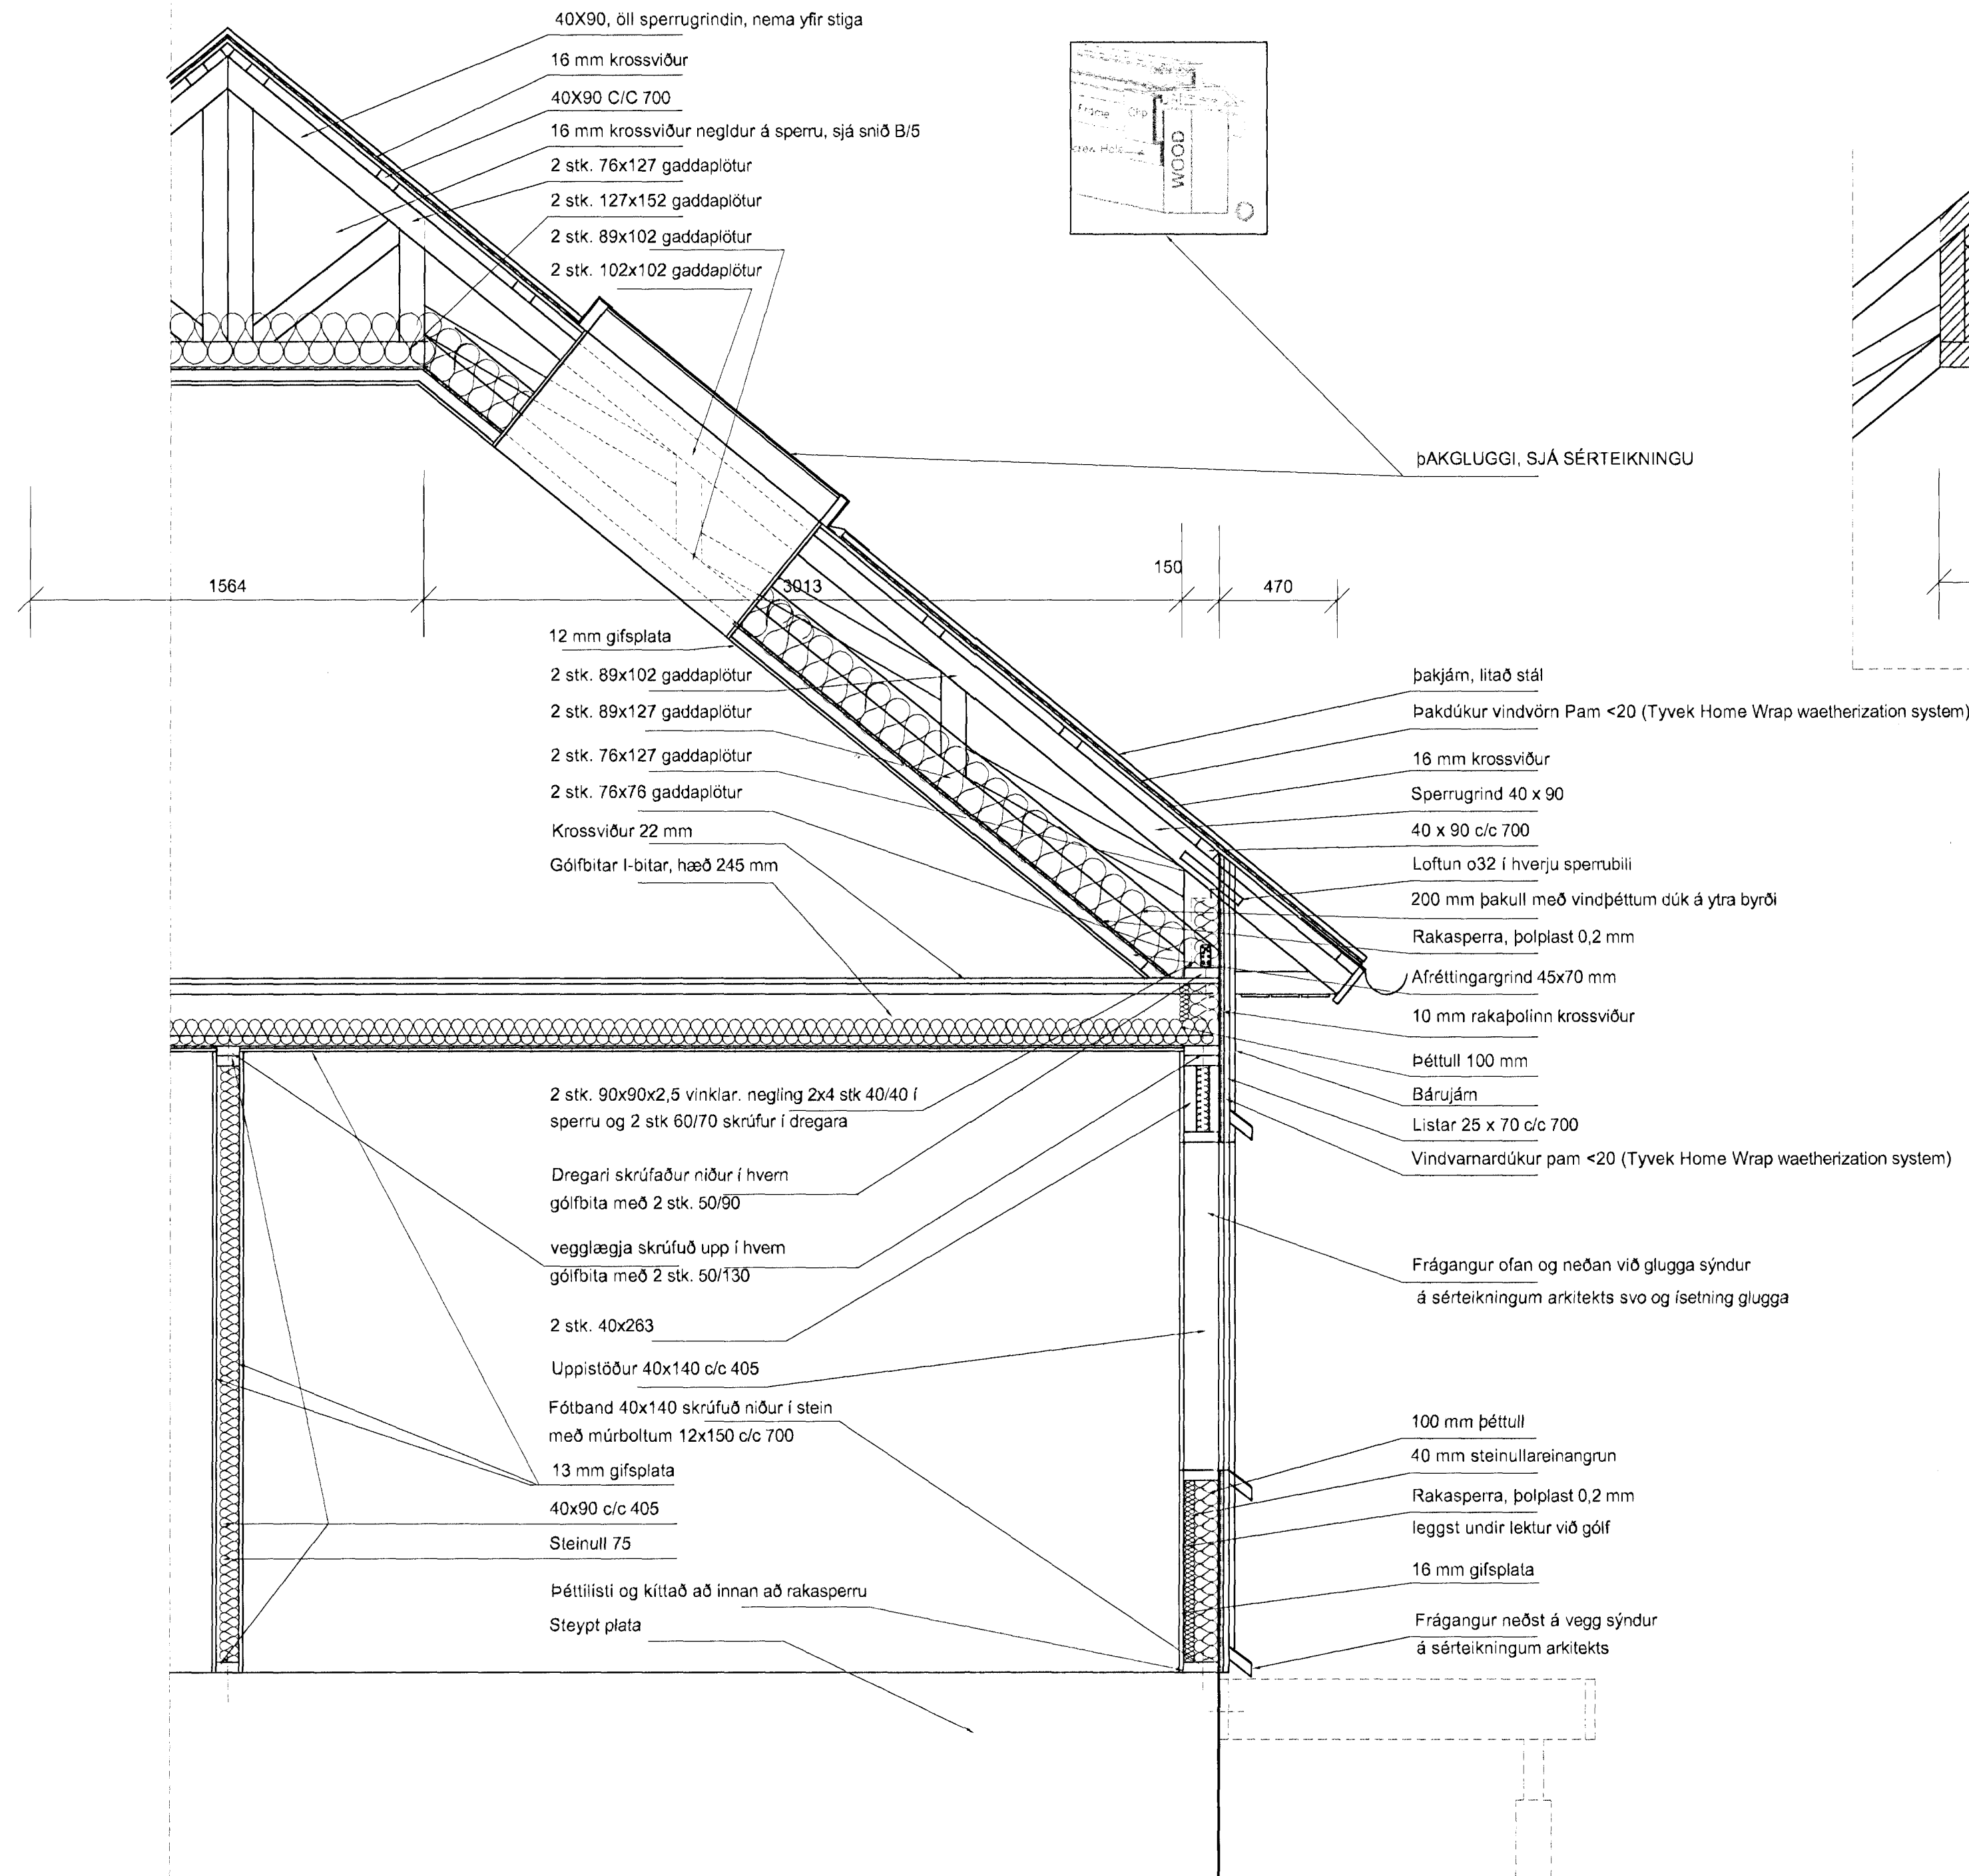 40X90, öll sperrugrindin, nema yfir stiga
16 mm krossviður
40X90 C/C 700
16 mm krossviður negldur á sperru, sjá snið B/5
2 stk. 76x127 gaddaplötur
2 stk. 127x152 gaddaplötur
2 stk. 89x102 gaddaplötur
2 stk. 102x102 gaddaplötur
Frame
Clip
Hole
WOOD
þAKGLUGGI, SJÁ SÉRTEIKNINGU
1564
3013
150
470
12 mm gifsplata
2 stk. 89x102 gaddaplötur
2 stk. 89x127 gaddaplötur
2 stk. 76x127 gaddaplötur
2 stk. 76x76 gaddaplötur
Krossviður 22 mm
Gólfbitar I-bitar, hæð 245 mm
þakjárn, litað stál
Þakdúkur vindvörn Pam <20 (Tyvek Home Wrap waetherization system)
16 mm krossviður
Sperrugrind 40 x 90
40 x 90 c/c 700
Loftun o32 í hverju sperrubili
200 mm þakull með vindþéttum dúk á ytra byrði
Rakasperra, þolplast 0,2 mm
Afréttingargrind 45x70 mm
10 mm rakaþolinn krossviður
Þéttull 100 mm
Bárujárn
Listar 25 x 70 c/c 700
Vindvarnardúkur pam <20 (Tyvek Home Wrap waetherization system)
2 stk. 90x90x2,5 vinklar. negling 2x4 stk 40/40 í
sperru og 2 stk 60/70 skrúfur í dregara
Dregari skrúfaður niður í hvern
gólfbita með 2 stk. 50/90
vegglægja skrúfuð upp í hvern
gólfbita með 2 stk. 50/130
2 stk. 40x263
Uppistöður 40x140 c/c 405
Fótband 40x140 skrúfuð niður í stein
með múrboltum 12x150 c/c 700
13 mm gifsplata
40x90 c/c 405
Steinull 75
Þéttilisti og kíttað að innan að rakasperru
Steypt plata
Frágangur ofan og neðan við glugga sýndur
á sérteikningum arkitekts svo og ísetning glugga
100 mm þéttull
40 mm steinullareinangrun
Rakasperra, þolplast 0,2 mm
leggst undir lektur við gólf
16 mm gifsplata
Frágangur neðst á vegg sýndur
á sérteikningum arkitekts